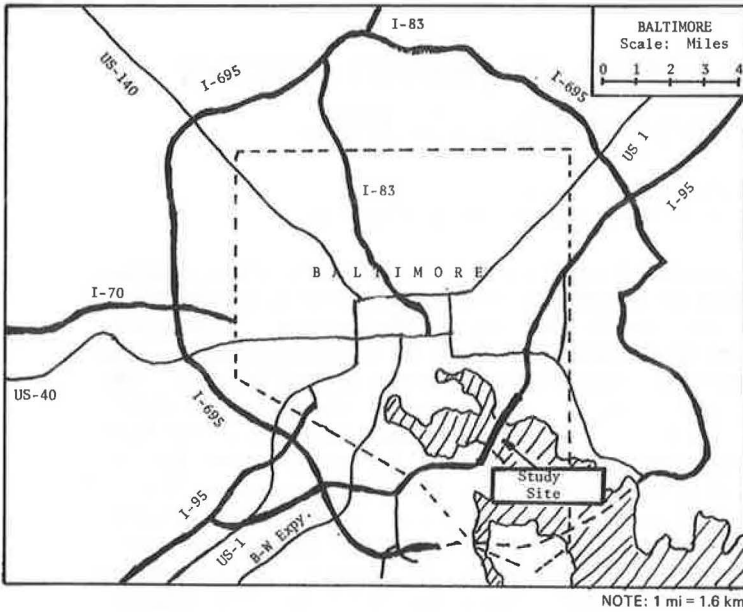 I-83
BALTIMORE
Scale: Miles
0 1 2 3 4
US-140
I-695
I-695
US 1
I-95
I-83
BALTIMORE
I-70
US-40
I-695
I-95
US-1
B-W Expy.
Study
Site
NOTE: 1 mi = 1.6 km